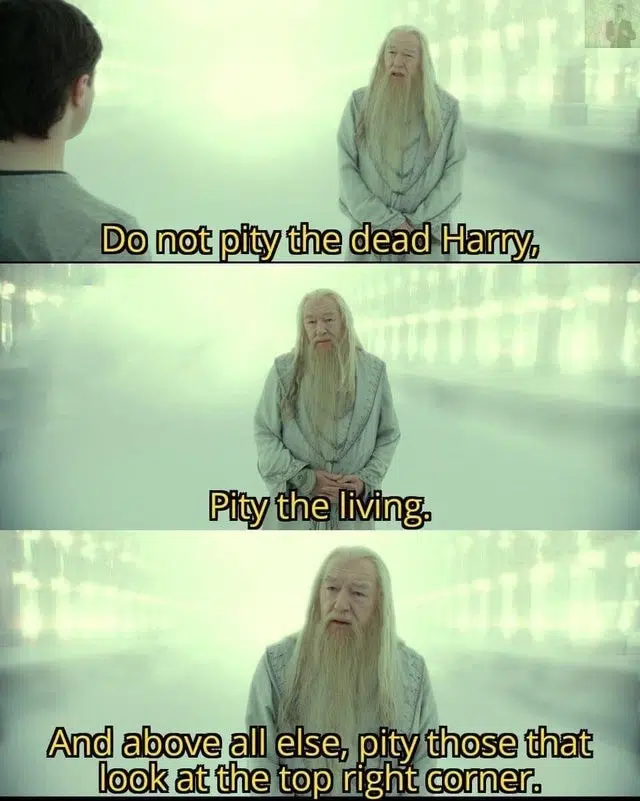 Do not pity the dead Harry,
Pity the living.
And above all else, pity those that
look at the top right corner.